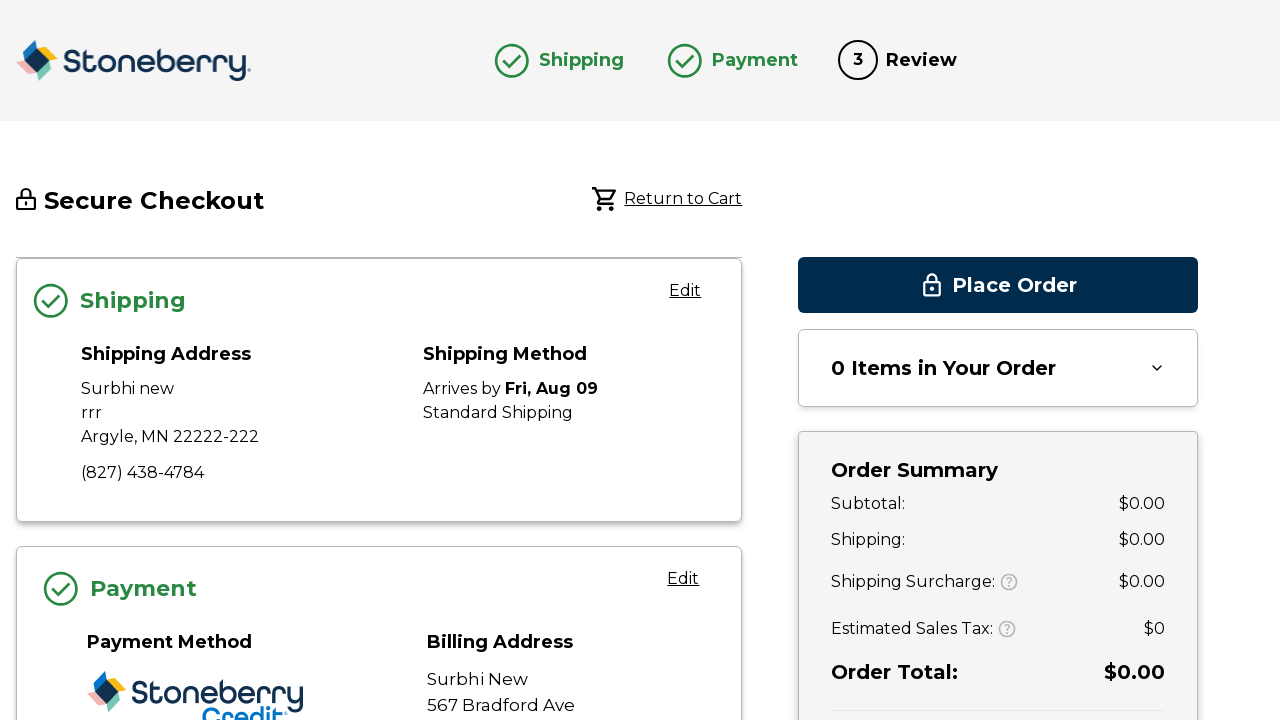 Stoneberry
Shipping
Payment
3 Review
Secure Checkout
Return to Cart
Shipping
Edit
Shipping Address
Surbhi new
rrr
Argyle, MN 22222-222
(827) 438-4784
Shipping Method
Arrives by Fri, Aug 09
Standard Shipping
Payment
Edit
Payment Method
Stoneberry
Credit
Billing Address
Surbhi New
567 Bradford Ave
Place Order
0 Items in Your Order
Order Summary
Subtotal: $0.00
Shipping: $0.00
Shipping Surcharge: ? $0.00
Estimated Sales Tax: ? $0
Order Total: $0.00